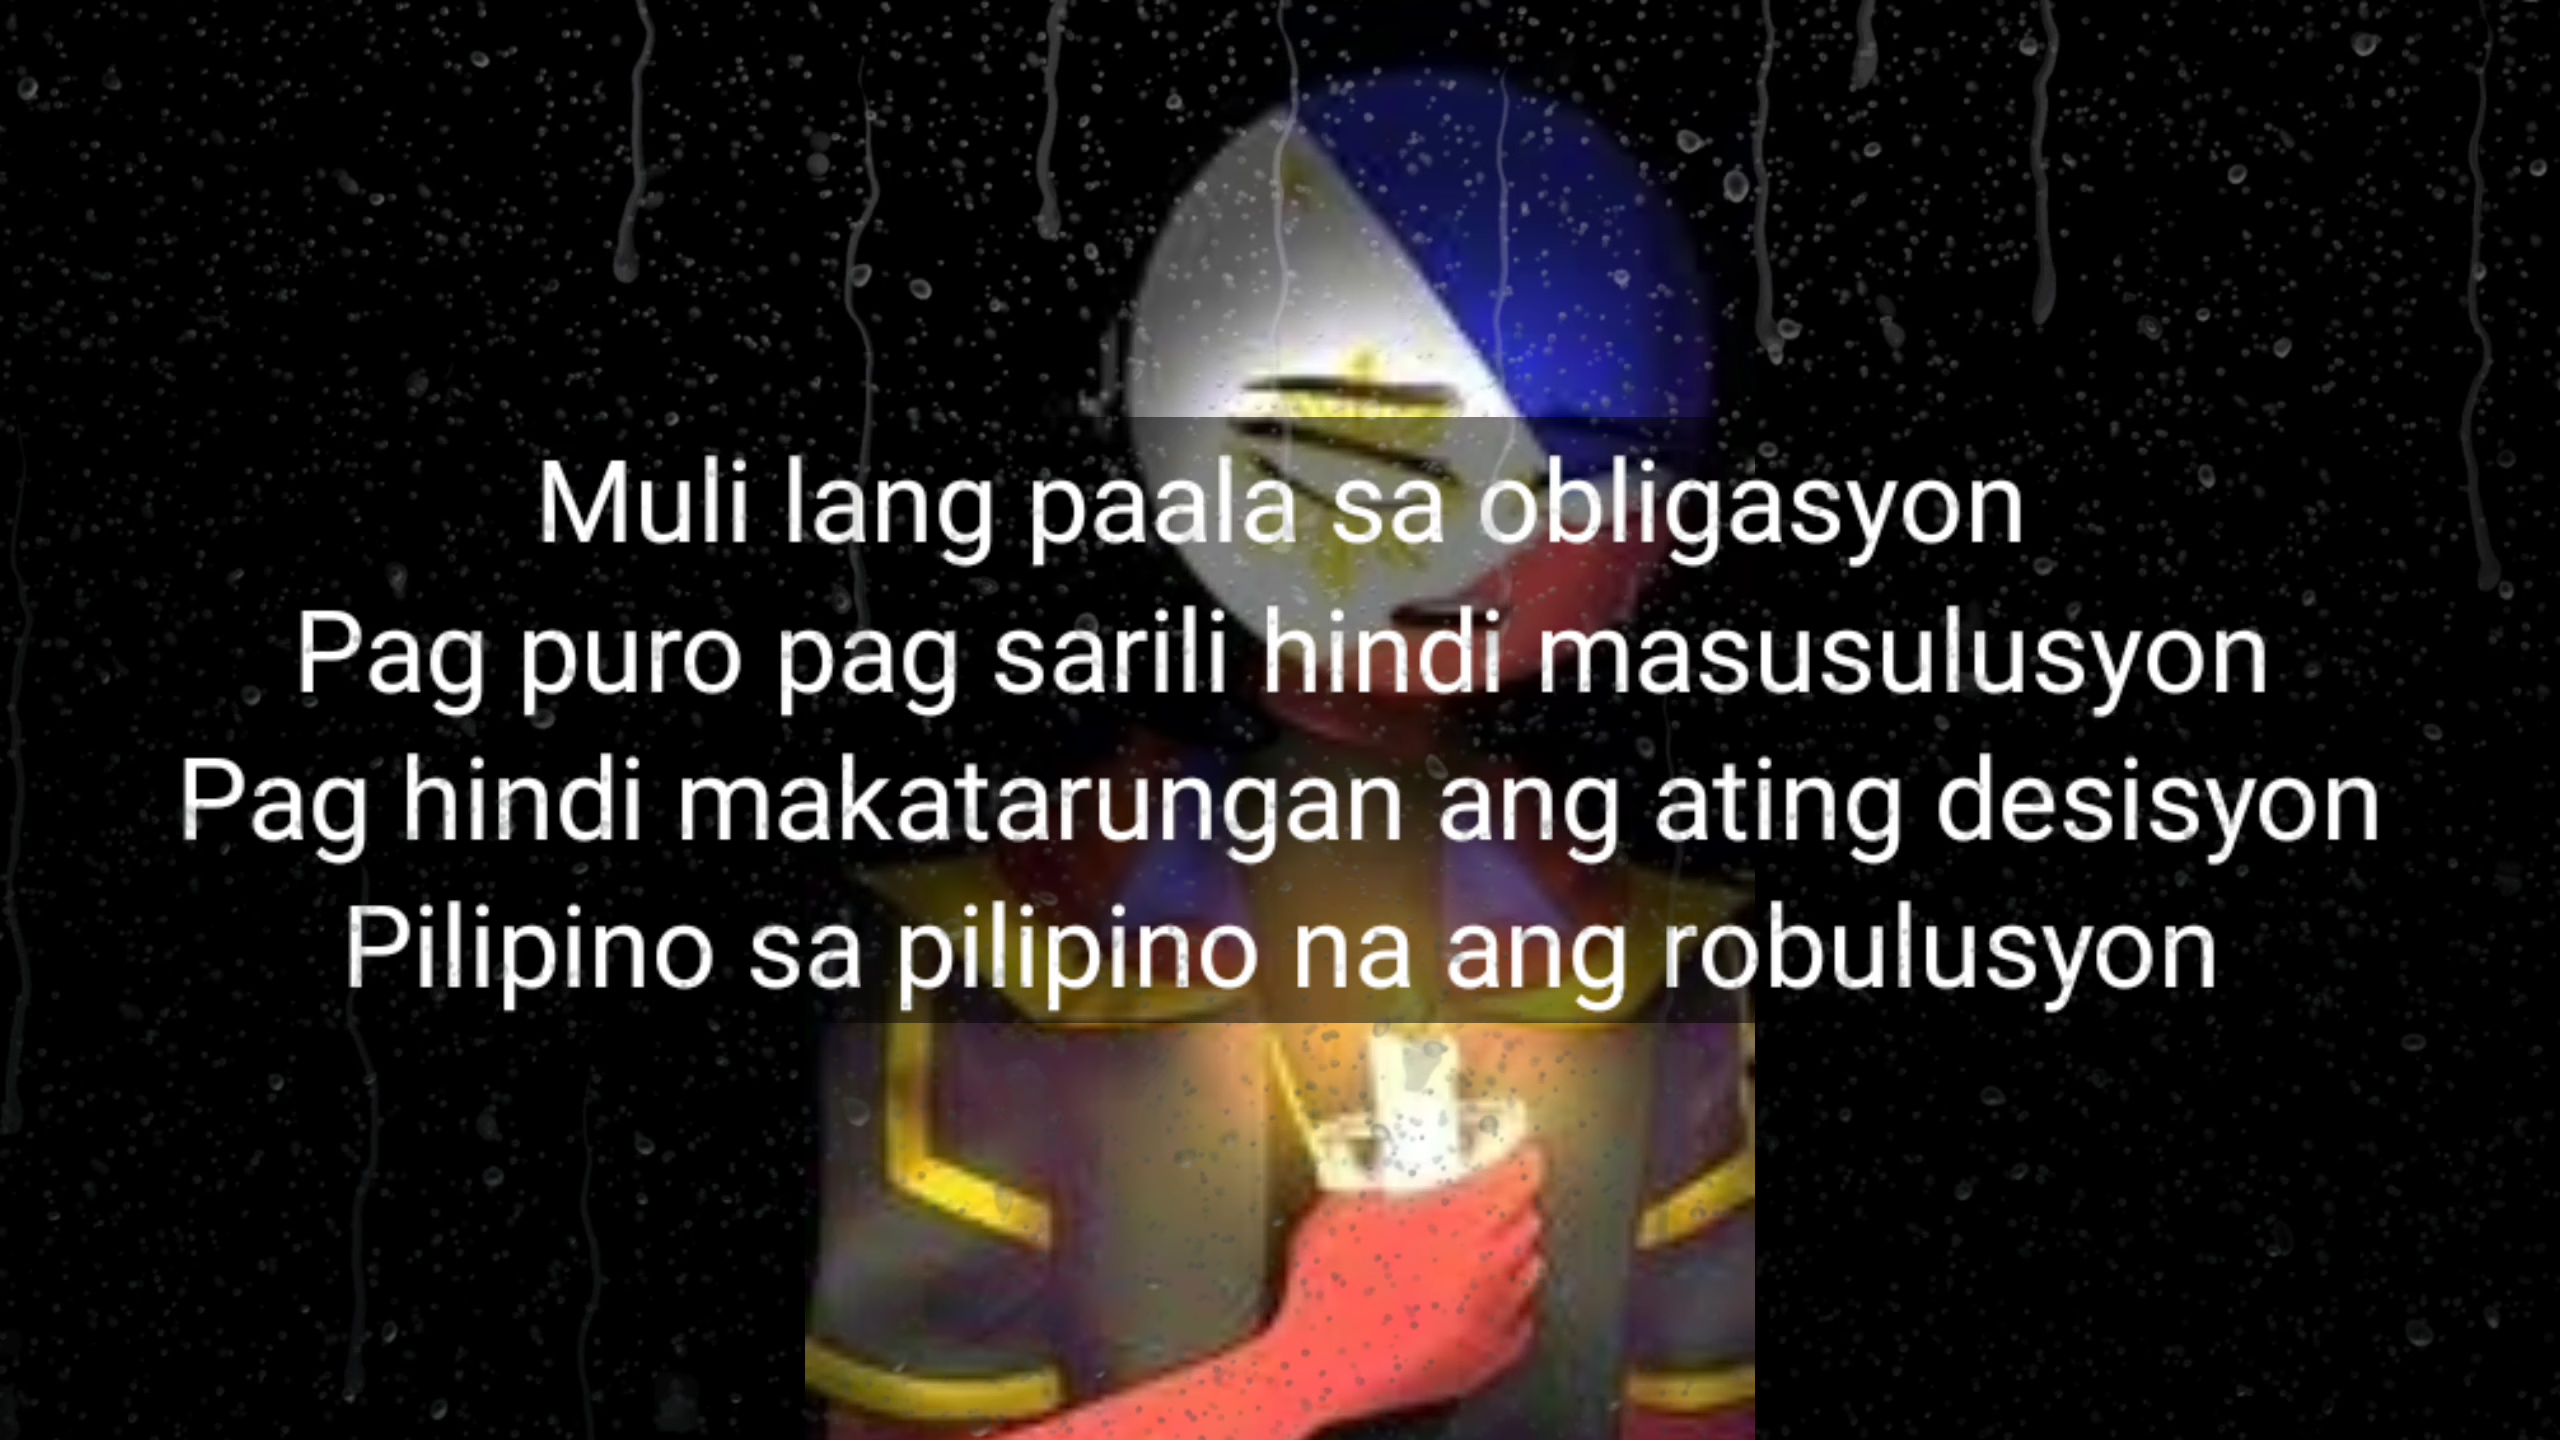 Muli lang paala sa obligasyon
Pag puro pag sarili hindi masusulusyon
Pag hindi makatarungan ang ating desisyon
Pilipino sa pilipino na ang robulusyon